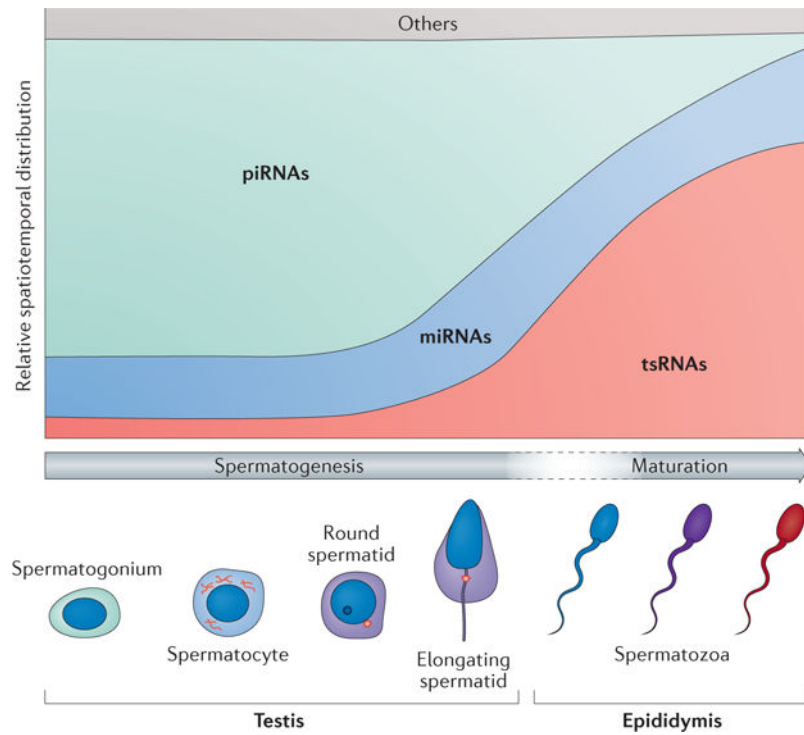 Others
Relative spatiotemporal distribution
piRNAs
miRNAs
tsRNAs
Spermatogenesis
Maturation
Spermatogonium
Spermatocyte
Round
spermatid
Elongating
spermatid
Spermatozoa
Testis
Epididymis